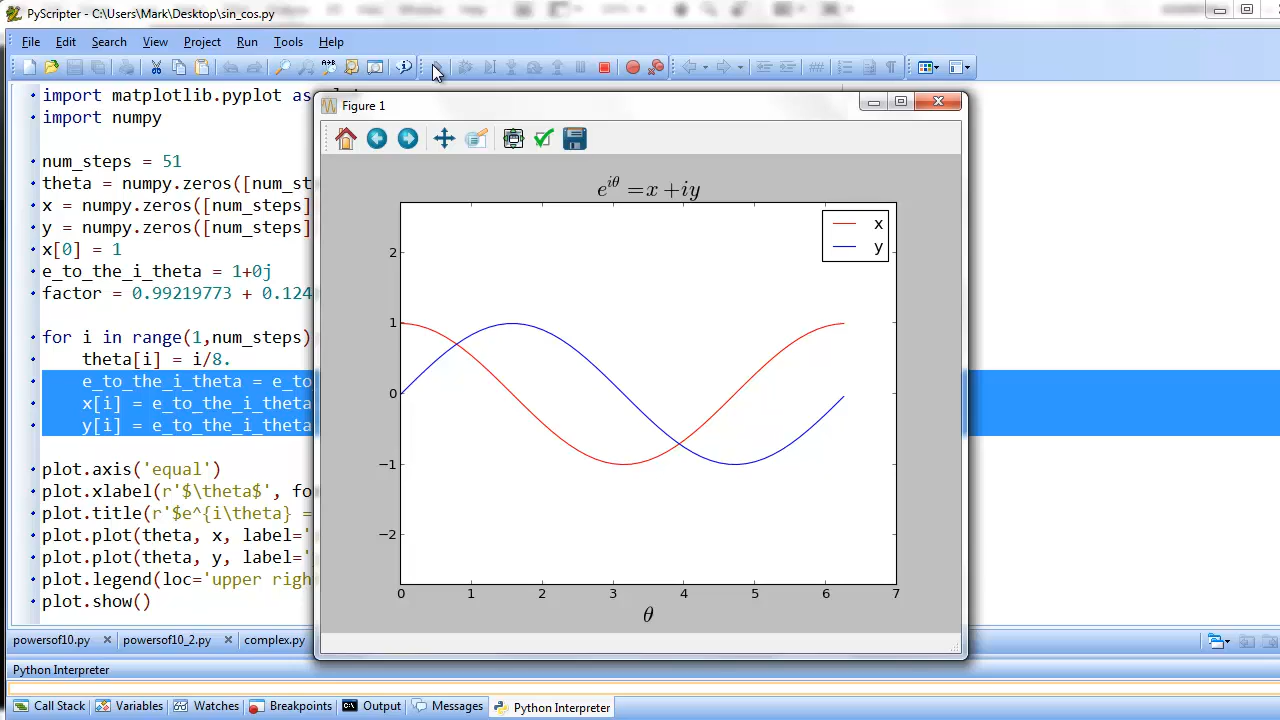 PyScripter - C:\Users\Mark\Desktop\sin_cos.py
File Edit Search View Project Run Tools Help
import matplotlib.pyplot as
import numpy
num_steps = 51
theta = numpy.zeros([num_st
x = numpy.zeros([num_steps]
y = numpy.zeros([num_steps]
x[0] = 1
e_to_the_i_theta = 1+0j
factor = 0.99219773 + 0.124
for i in range(1,num_steps)
theta[i] = i/8.
e_to_the_i_theta = e_to
x[i] = e_to_the_i_theta
y[i] = e_to_the_i_theta
plot.axis('equal')
plot.xlabel(r'$\theta$', fo
plot.title(r'$e^{i\theta} =
plot.plot(theta, x, label='
plot.plot(theta, y, label='
plot.legend(loc='upper righ
plot.show()
Figure 1
e^{iθ} = x + iy
x
y
2
1
0
−1
−2
0 1 2 3 4 5 6 7
θ
powersof10.py powersof10_2.py complex.py
Python Interpreter
Call Stack Variables Watches Breakpoints Output Messages Python Interpreter